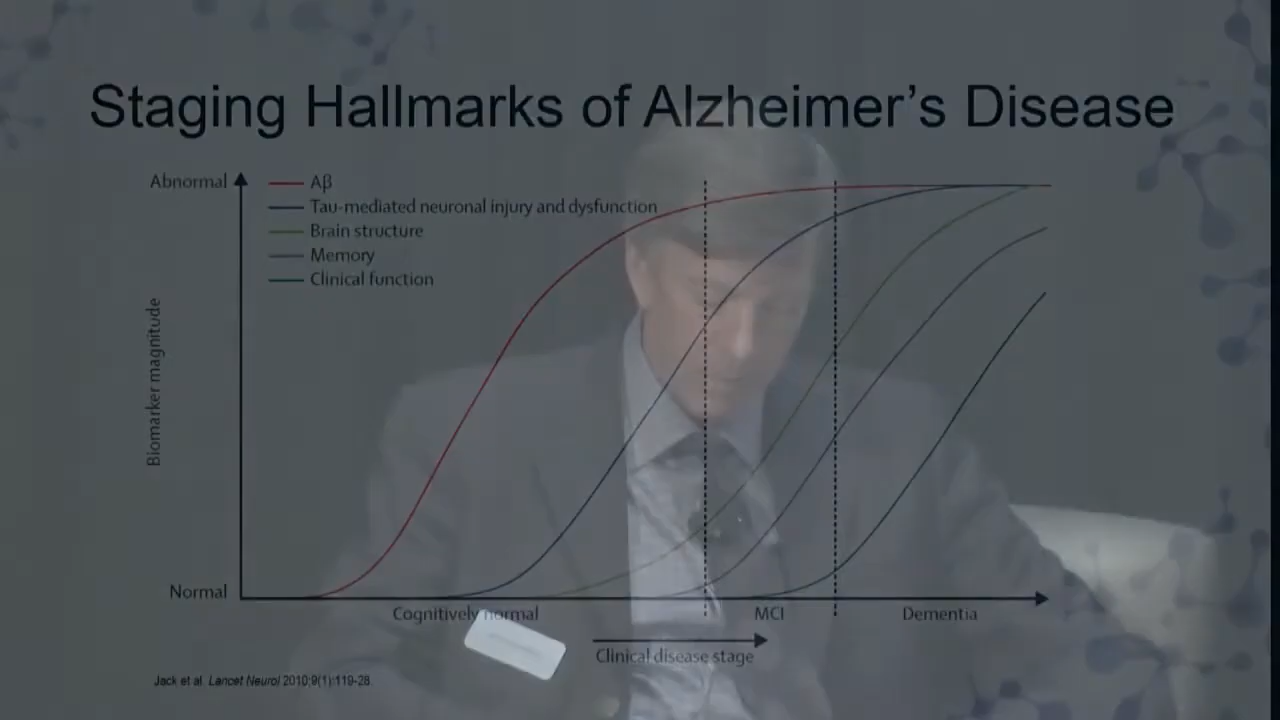 Staging Hallmarks of Alzheimer's Disease
Abnormal
Aβ
Tau-mediated neuronal injury and dysfunction
Brain structure
Memory
Clinical function
Biomarker magnitude
Normal
Cognitively normal
MCI
Dementia
Clinical disease stage
Jack et al. Lancet Neurol 2010;9(1):119-28.